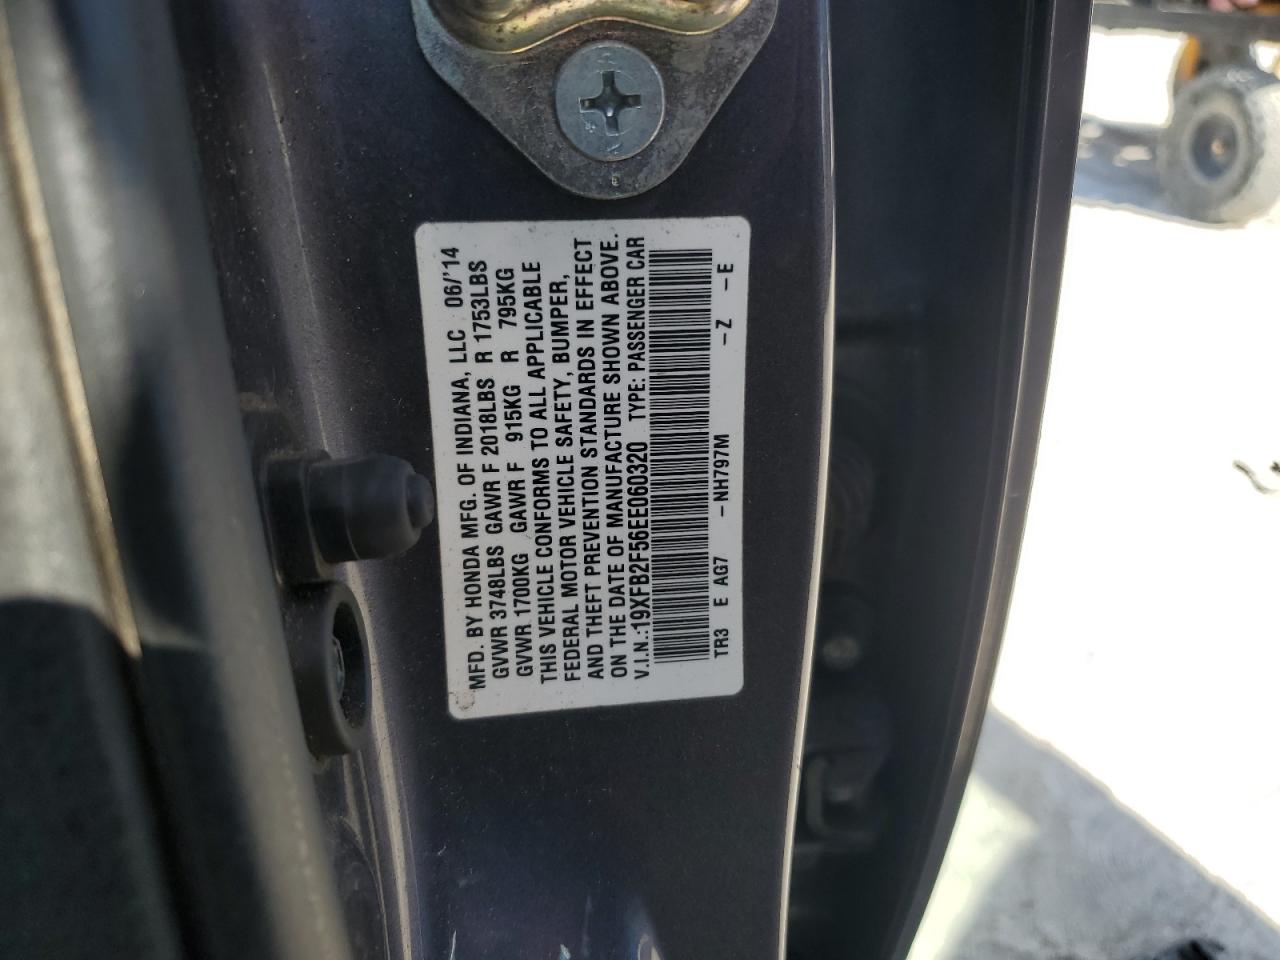 MFD. BY HONDA MFG. OF INDIANA, LLC 06/'14
GVWR 3748LBS GAWR F 2018LBS R 1753LBS
GVWR 1700KG GAWR F 915KG R 795KG
THIS VEHICLE CONFORMS TO ALL APPLICABLE
FEDERAL MOTOR VEHICLE SAFETY, BUMPER,
AND THEFT PREVENTION STANDARDS IN EFFECT
ON THE DATE OF MANUFACTURE SHOWN ABOVE.
V.I.N.:19XFB2F56EE060320 TYPE: PASSENGER CAR
TR3 E AG7 -NH797M -Z -E